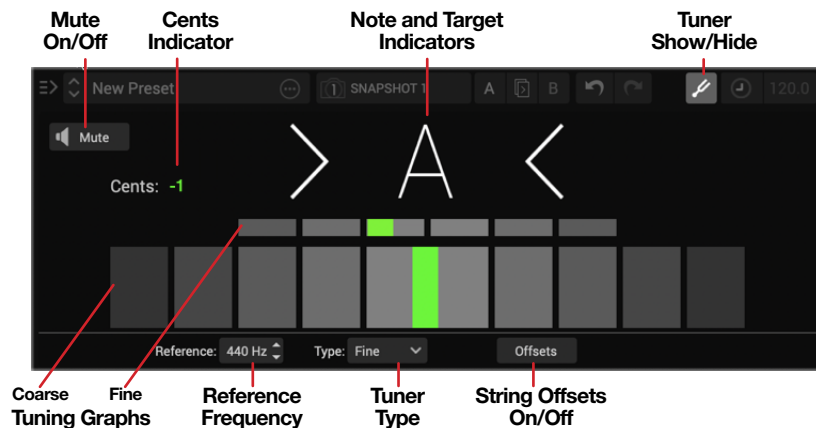 Mute
On/Off
Cents
Indicator
Note and Target
Indicators
Tuner
Show/Hide
New Preset
1 SNAPSHOT 1
A
B
120.0
Mute
A
Cents: -1
Reference: 440 Hz
Type: Fine
Offsets
Coarse
Fine
Tuning Graphs
Reference
Frequency
Tuner
Type
String Offsets
On/Off